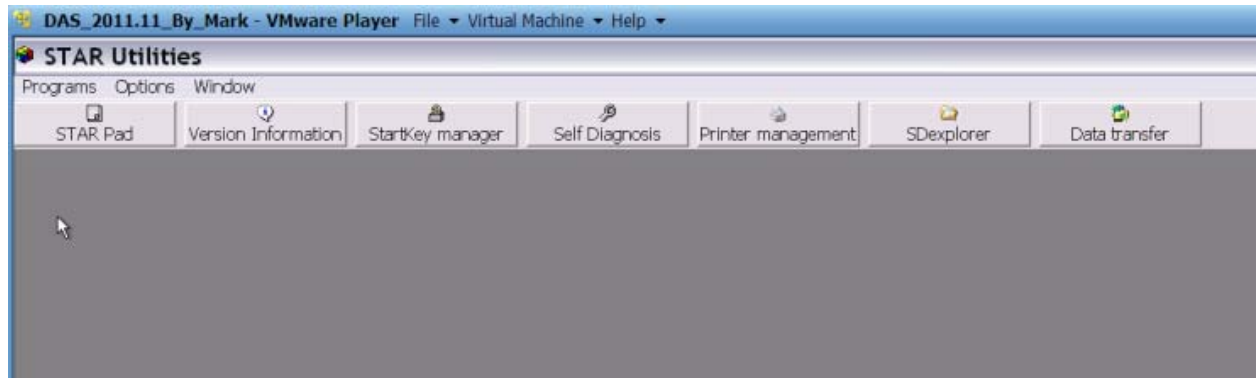 DAS_2011.11_By_Mark - VMware Player File Virtual Machine Help
STAR Utilities
Programs Options Window
STAR Pad Version Information StartKey manager Self Diagnosis Printer management SDexplorer Data transfer